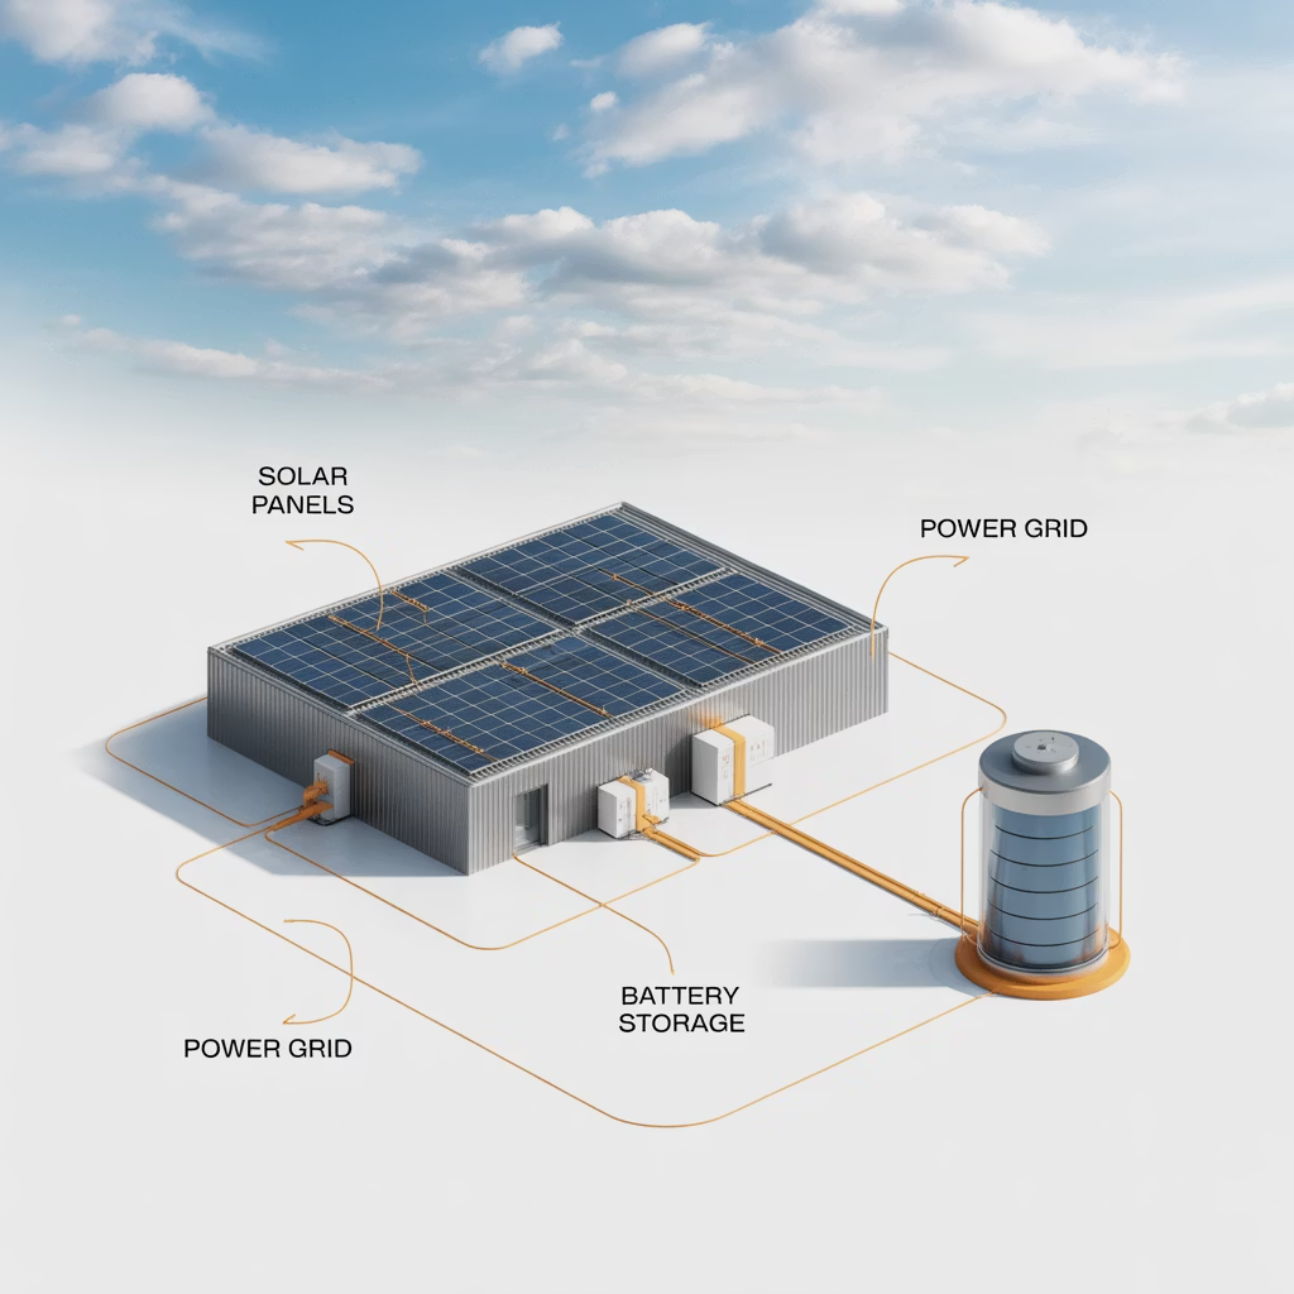 SOLAR
PANELS
POWER GRID
BATTERY
STORAGE
POWER GRID